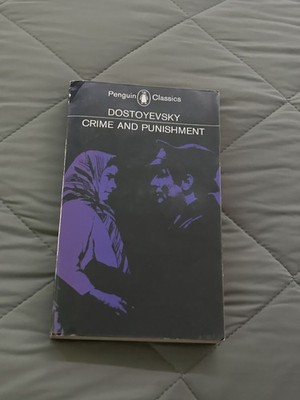 Penguin Classics
DOSTOYEVSKY
CRIME AND PUNISHMENT